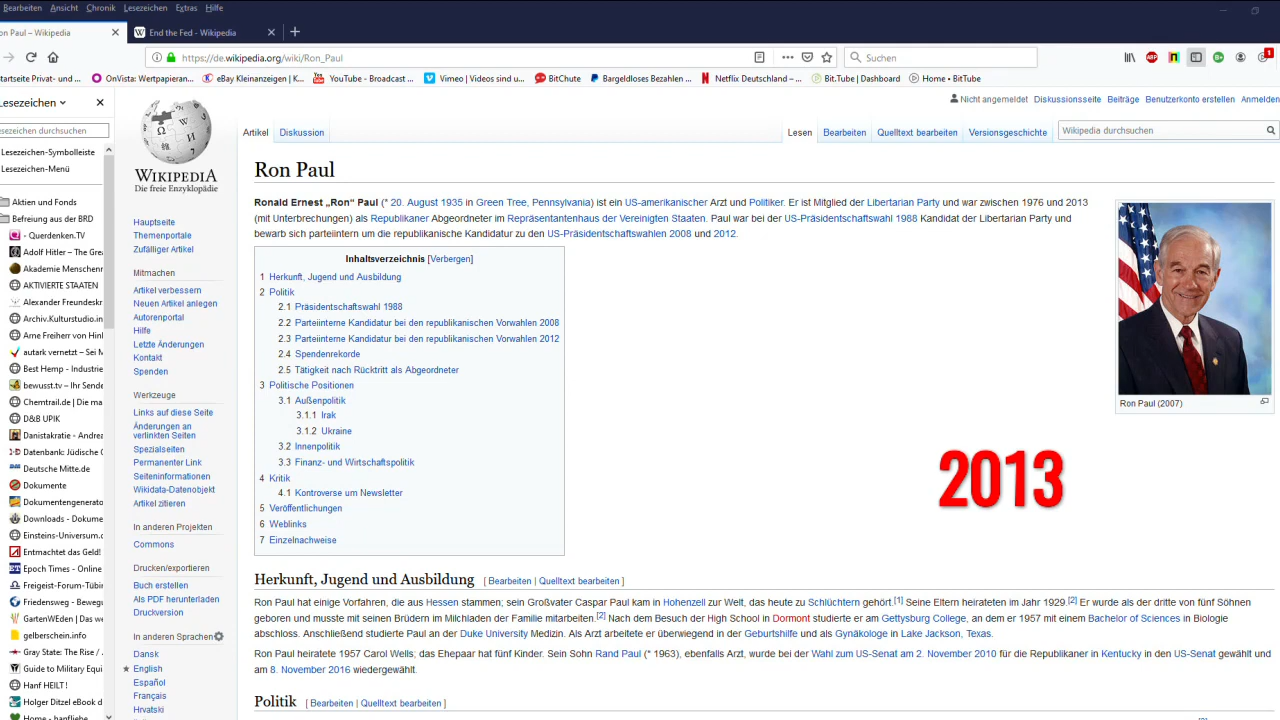 Bearbeiten Ansicht Chronik Lesezeichen Extras Hilfe
on Paul – Wikipedia
End the Fed - Wikipedia
https://de.wikipedia.org/wiki/Ron_Paul
Suchen
Startseite Privat- und ... OnVista: Wertpapieran... eBay Kleinanzeigen | K... YouTube - Broadcast ... Vimeo | Videos sind u... BitChute Bargeldloses Bezahlen ... Netflix Deutschland –... Bit.Tube | Dashboard Home • BitTube
Lesezeichen
Lesezeichen-Symbolleiste
Lesezeichen-Menü
Aktien und Fonds
Befreiung aus der BRD
- Querdenken.TV
Adolf Hitler – The Grea
Akademie Menschenr
AKTIVIERTE STAATEN
Alexander Freundeskr
Archiv.Kulturstudio.in
Arne Freiherr von Hink
autark vernetzt – Sei M
Best Hemp - Industrie
bewusst.tv – Ihr Sende
Chemtrail.de | Die ma
D&B UPIK
Danistakratie - Andrea
Datenbank: Jüdische C
Deutsche Mitte.de
Dokumente
Dokumentengenerato
Downloads - Dokume
Einsteins-Universum.c
Entmachtet das Geld!
Epoch Times - Online
Freigeist-Forum-Tübin
Friedensweg - Bewegu
GartenWEden | Das we
gelberschein.info
Gray State: The Rise /
Guide to Military Equi
Hanf HEILT !
Holger Ditzel eBook d
Home - hanfliebe
WIKIPEDIA
Die freie Enzyklopädie
Hauptseite
Themenportale
Zufälliger Artikel
Mitmachen
Artikel verbessern
Neuen Artikel anlegen
Autorenportal
Hilfe
Letzte Änderungen
Kontakt
Spenden
Werkzeuge
Links auf diese Seite
Änderungen an
verlinkten Seiten
Spezialseiten
Permanenter Link
Seiteninformationen
Wikidata-Datenobjekt
Artikel zitieren
In anderen Projekten
Commons
Drucken/exportieren
Buch erstellen
Als PDF herunterladen
Druckversion
In anderen Sprachen
Dansk
English
Español
Français
Hrvatski
Nicht angemeldet Diskussionsseite Beiträge Benutzerkonto erstellen Anmelden
Artikel Diskussion Lesen Bearbeiten Quelltext bearbeiten Versionsgeschichte Wikipedia durchsuchen
Ron Paul
Ronald Ernest „Ron“ Paul (* 20. August 1935 in Green Tree, Pennsylvania) ist ein US-amerikanischer Arzt und Politiker. Er ist Mitglied der Libertarian Party und war zwischen 1976 und 2013
(mit Unterbrechungen) als Republikaner Abgeordneter im Repräsentantenhaus der Vereinigten Staaten. Paul war bei der US-Präsidentschaftswahl 1988 Kandidat der Libertarian Party und
bewarb sich parteiintern um die republikanische Kandidatur zu den US-Präsidentschaftswahlen 2008 und 2012.
Inhaltsverzeichnis [Verbergen]
1 Herkunft, Jugend und Ausbildung
2 Politik
2.1 Präsidentschaftswahl 1988
2.2 Parteiinterne Kandidatur bei den republikanischen Vorwahlen 2008
2.3 Parteiinterne Kandidatur bei den republikanischen Vorwahlen 2012
2.4 Spendenrekorde
2.5 Tätigkeit nach Rücktritt als Abgeordneter
3 Politische Positionen
3.1 Außenpolitik
3.1.1 Irak
3.1.2 Ukraine
3.2 Innenpolitik
3.3 Finanz- und Wirtschaftspolitik
4 Kritik
4.1 Kontroverse um Newsletter
5 Veröffentlichungen
6 Weblinks
7 Einzelnachweise
Ron Paul (2007)
2013
Herkunft, Jugend und Ausbildung [ Bearbeiten | Quelltext bearbeiten ]
Ron Paul hat einige Vorfahren, die aus Hessen stammen; sein Großvater Caspar Paul kam in Hohenzell zur Welt, das heute zu Schlüchtern gehört.[1] Seine Eltern heirateten im Jahr 1929.[2] Er wurde als der dritte von fünf Söhnen
geboren und musste mit seinen Brüdern im Milchladen der Familie mitarbeiten.[2] Nach dem Besuch der High School in Dormont studierte er am Gettysburg College, an dem er 1957 mit einem Bachelor of Sciences in Biologie
abschloss. Anschließend studierte Paul an der Duke University Medizin. Als Arzt arbeitete er überwiegend in der Geburtshilfe und als Gynäkologe in Lake Jackson, Texas.
Ron Paul heiratete 1957 Carol Wells; das Ehepaar hat fünf Kinder. Sein Sohn Rand Paul (* 1963), ebenfalls Arzt, wurde bei der Wahl zum US-Senat am 2. November 2010 für die Republikaner in Kentucky in den US-Senat gewählt und
am 8. November 2016 wiedergewählt.
Politik [ Bearbeiten | Quelltext bearbeiten ]